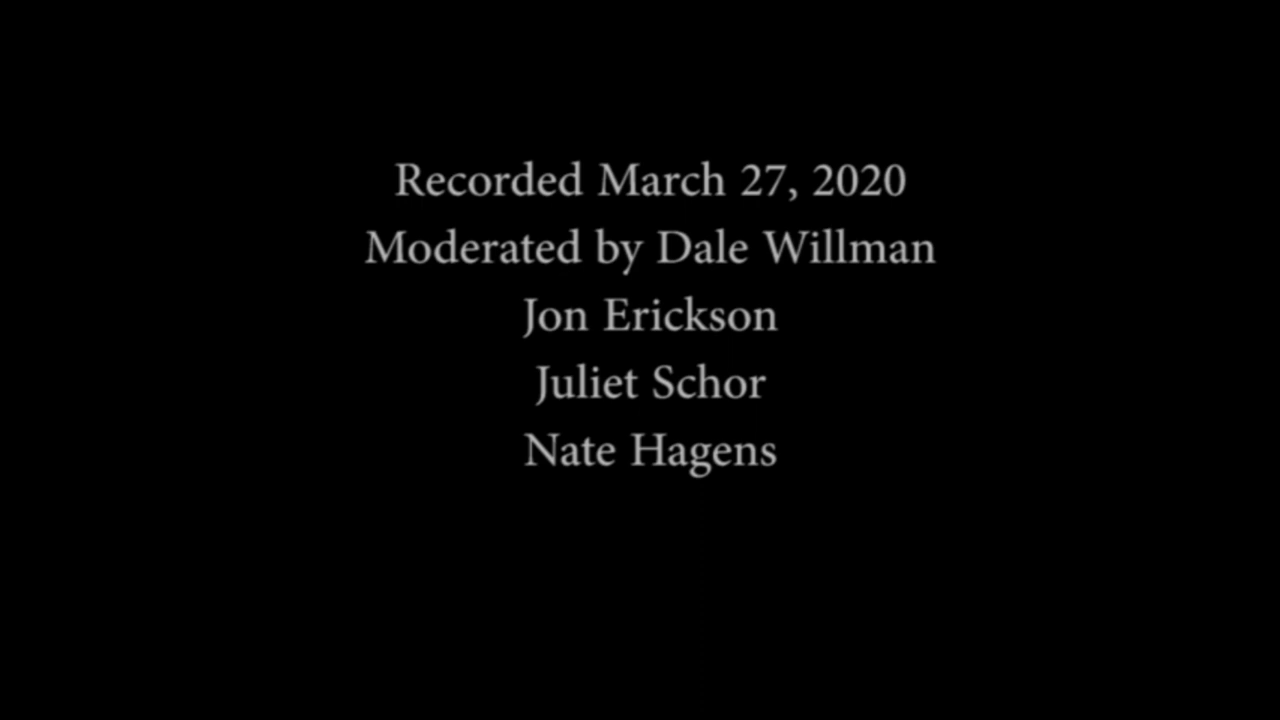 Recorded March 27, 2020
Moderated by Dale Willman
Jon Erickson
Juliet Schor
Nate Hagens